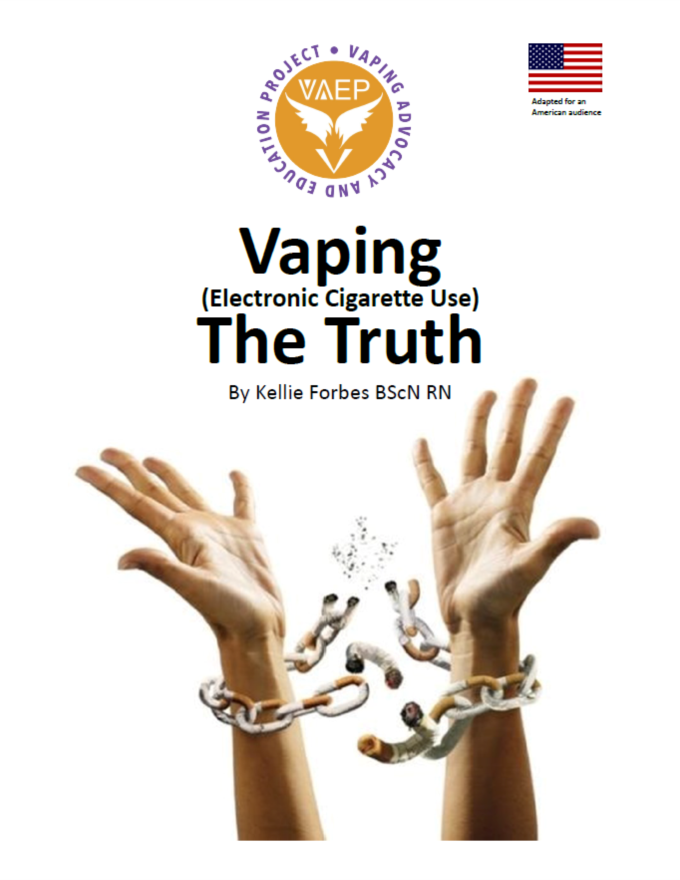 VAPING ADVOCACY AND EDUCATION PROJECT
VAEP
Adapted for an
American audience
Vaping
(Electronic Cigarette Use)
The Truth
By Kellie Forbes BScN RN